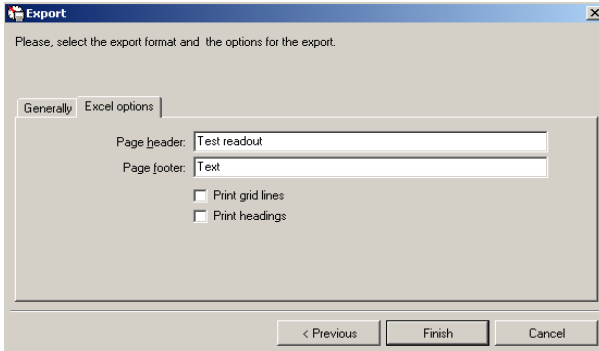 Export
Please, select the export format and the options for the export.
Generally Excel options
Page header: Test readout
Page footer: Text
Print grid lines
Print headings
< Previous Finish Cancel